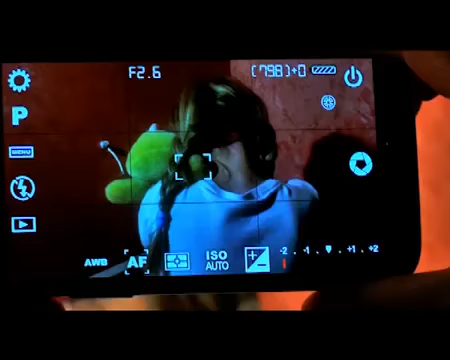 F2.6 [798]+0
P
MENU
AWB AF ISO AUTO -2 . -1 . . +1 . +2